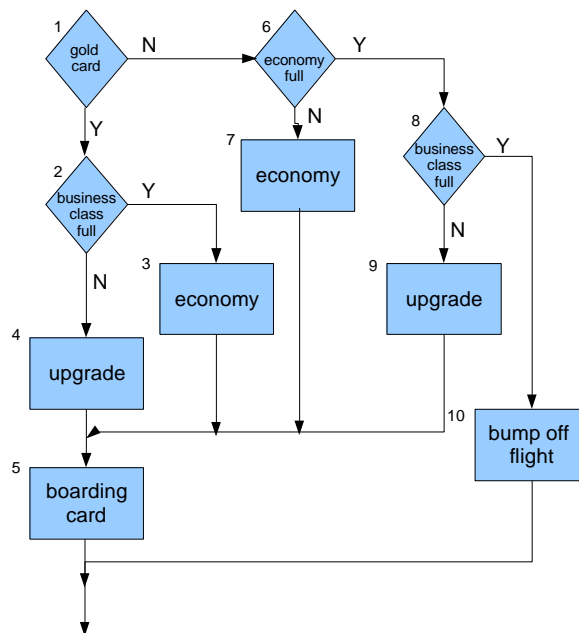 1
gold
card
N
Y
6
economy
full
Y
N
2
business
class
full
Y
N
7
economy
8
business
class
full
Y
N
3
economy
9
upgrade
4
upgrade
10
bump off
flight
5
boarding
card